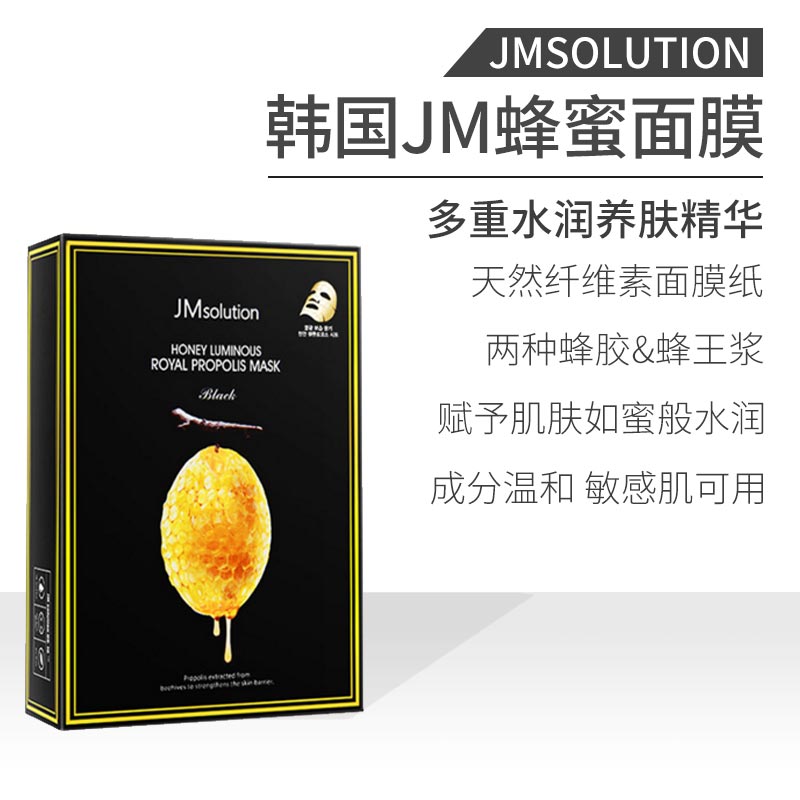 JMSOLUTION
韩国JM蜂蜜面膜
多重水润养肤精华
天然纤维素面膜纸
两种蜂胶&蜂王浆
赋予肌肤如蜜般水润
成分温和 敏感肌可用
JMsolution
HONEY LUMINOUS
ROYAL PROPOLIS MASK
Black
Propolis extracted from
beehives to strengthens the skin barrier.